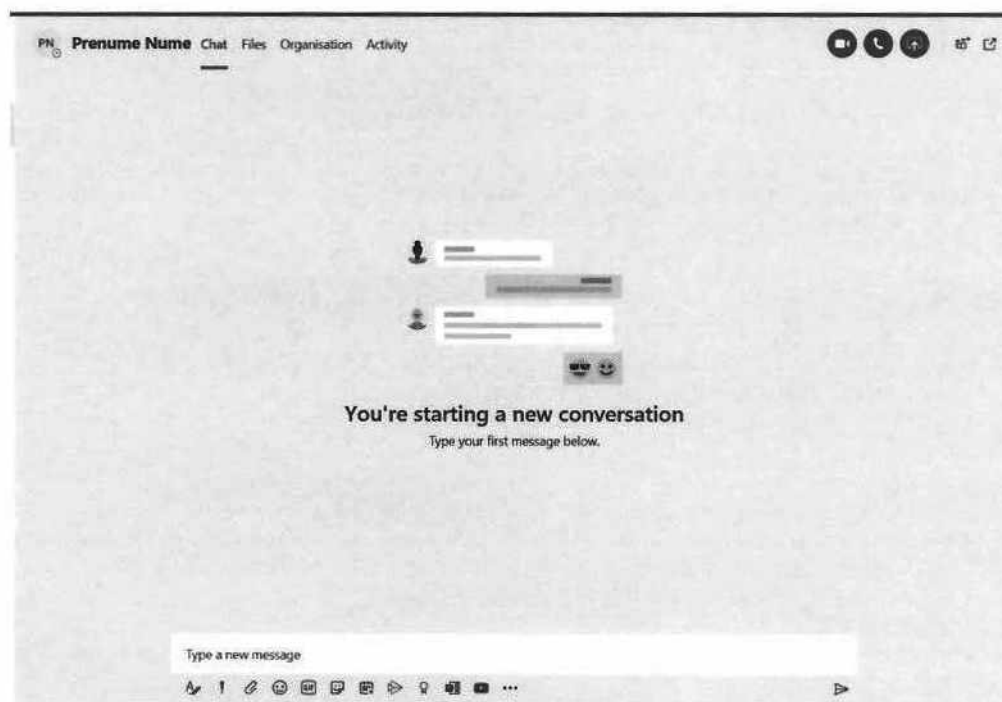 PN Prenume Nume Chat Files Organisation Activity
You're starting a new conversation
Type your first message below.
Type a new message
GIF